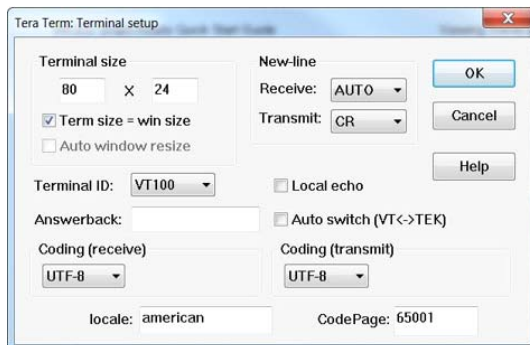 Tera Term: Terminal setup
Terminal size
80 X 24
Term size = win size
Auto window resize
New-line
Receive: AUTO
Transmit: CR
OK
Cancel
Help
Terminal ID: VT100
Local echo
Answerback:
Auto switch (VT<->TEK)
Coding (receive)
UTF-8
Coding (transmit)
UTF-8
locale: american
CodePage: 65001